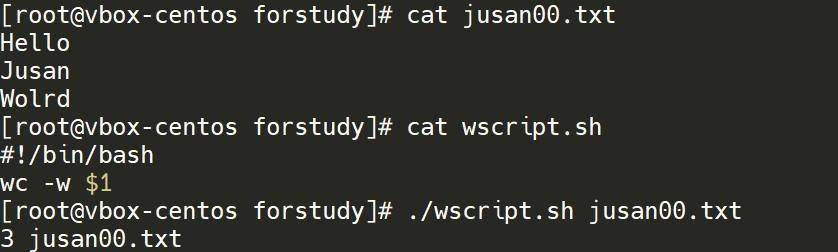 [root@vbox-centos forstudy]# cat jusan00.txt
Hello
Jusan
Wolrd
[root@vbox-centos forstudy]# cat wscript.sh
#!/bin/bash
wc -w $1
[root@vbox-centos forstudy]# ./wscript.sh jusan00.txt
3 jusan00.txt